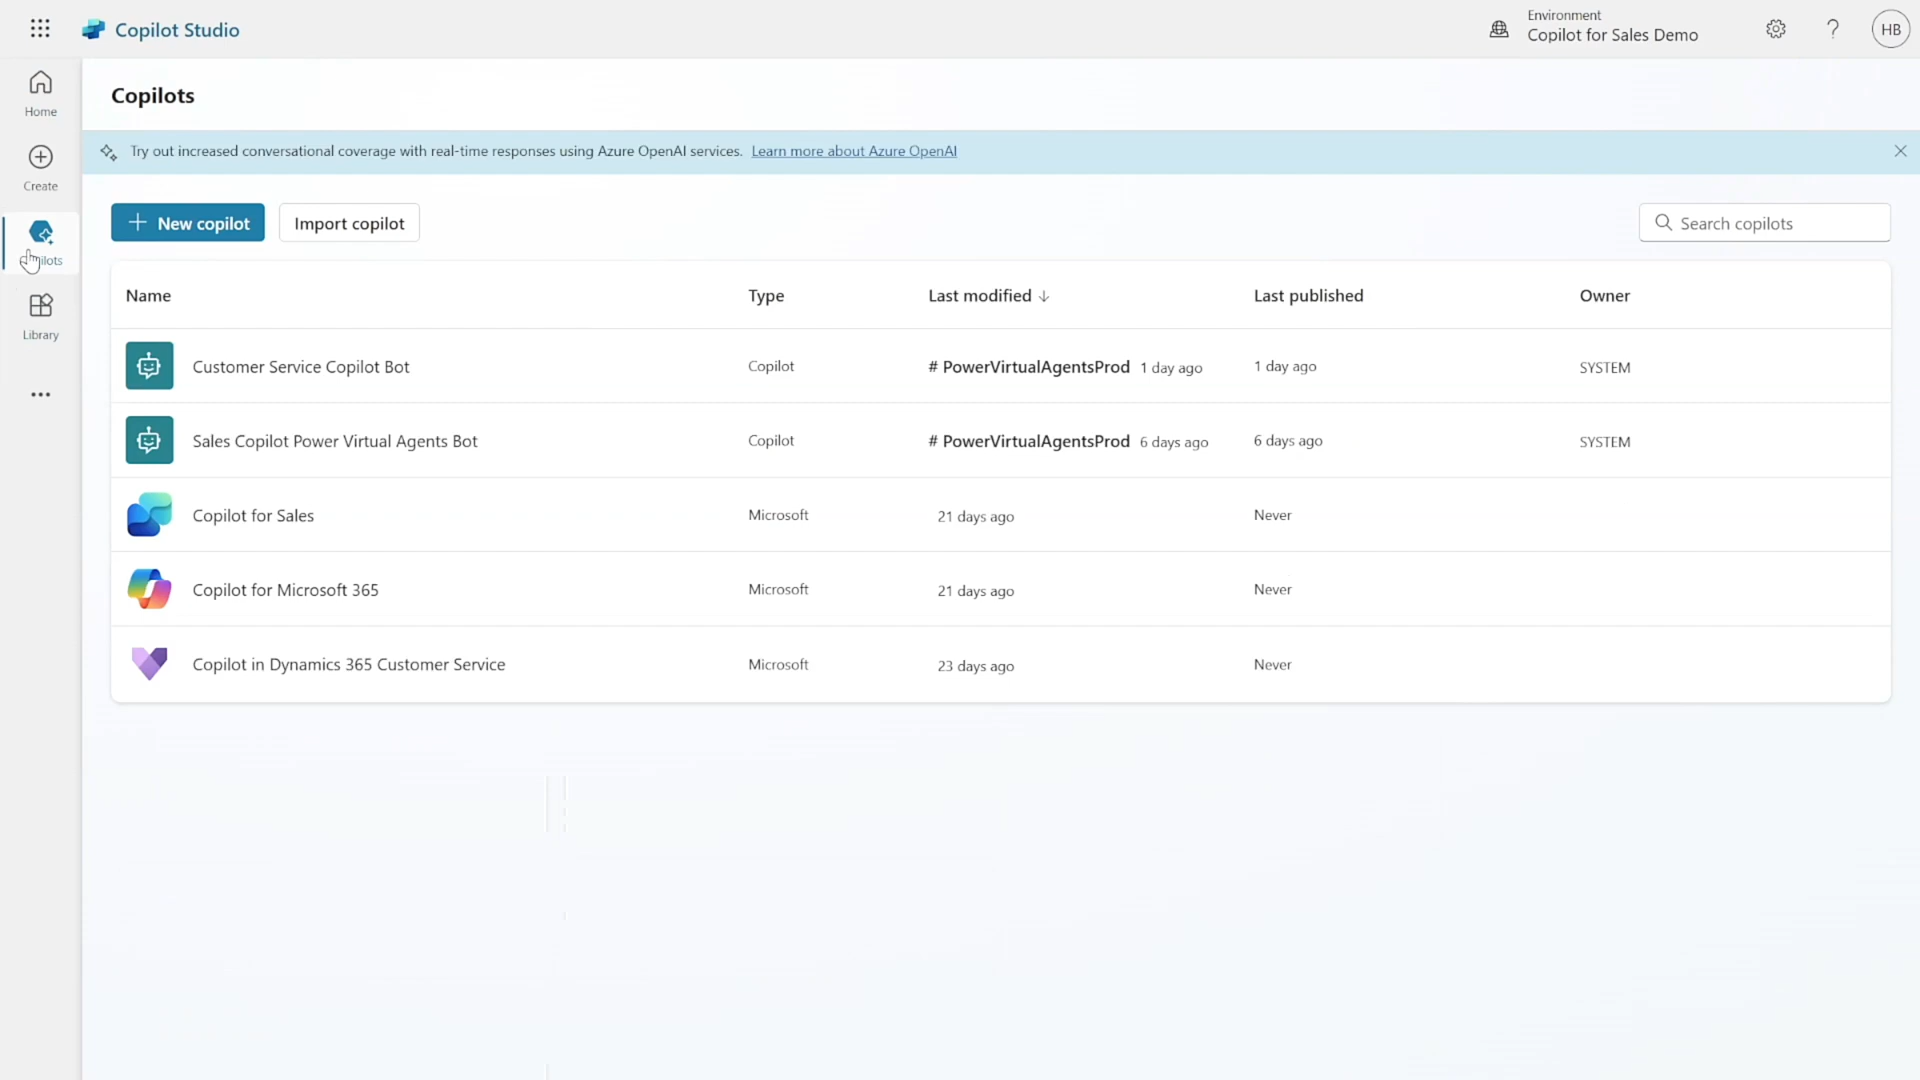 Copilot Studio
Environment
Copilot for Sales Demo
?
HB
Home
Create
Library
Copilots
Try out increased conversational coverage with real-time responses using Azure OpenAI services. Learn more about Azure OpenAI
New copilot
Import copilot
Search copilots
Name Type Last modified ↓ Last published Owner
Customer Service Copilot Bot Copilot # PowerVirtualAgentsProd 1 day ago 1 day ago SYSTEM
Sales Copilot Power Virtual Agents Bot Copilot # PowerVirtualAgentsProd 6 days ago 6 days ago SYSTEM
Copilot for Sales Microsoft 21 days ago Never
Copilot for Microsoft 365 Microsoft 21 days ago Never
Copilot in Dynamics 365 Customer Service Microsoft 23 days ago Never